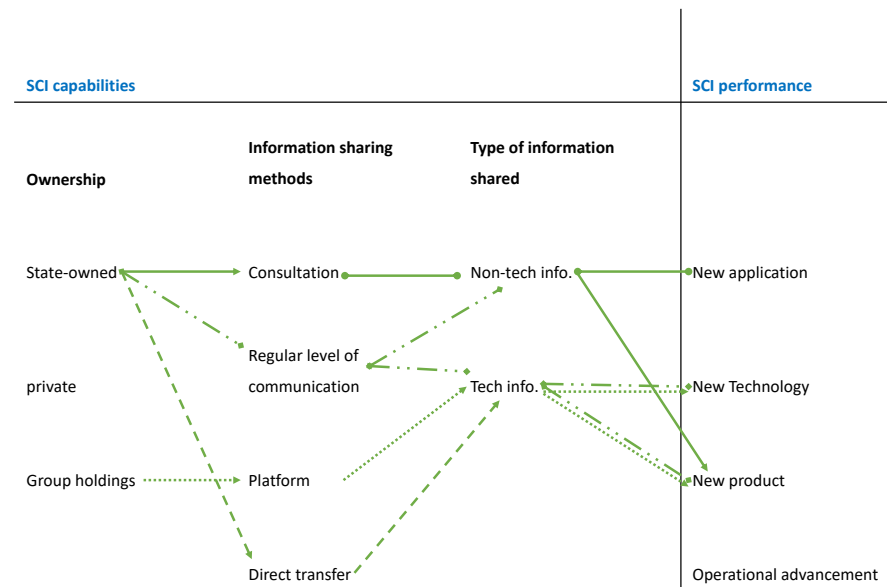 SCI capabilities
SCI performance
Information sharing
methods
Type of information
shared
Ownership
State-owned
Consultation
Non-tech info.
New application
Regular level of
communication
private
Tech info.
New Technology
Group holdings
Platform
New product
Direct transfer
Operational advancement